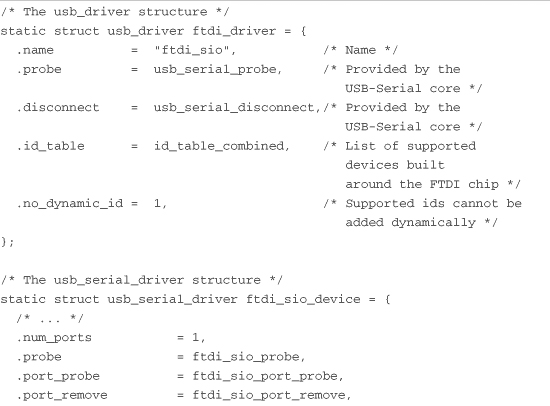 /* The usb_driver structure */
static struct usb_driver ftdi_driver = {
  .name          =  "ftdi_sio",            /* Name */
  .probe         =  usb_serial_probe,      /* Provided by the
                                              USB-Serial core */
  .disconnect    =  usb_serial_disconnect,/* Provided by the
                                              USB-Serial core */
  .id_table      =  id_table_combined,     /* List of supported
                                              devices built
                                              around the FTDI chip */
  .no_dynamic_id =  1,                     /* Supported ids cannot be
                                              added dynamically */
};

/* The usb_serial_driver structure */
static struct usb_serial_driver ftdi_sio_device = {
  /* ... */
  .num_ports           = 1,
  .probe               = ftdi_sio_probe,
  .port_probe          = ftdi_sio_port_probe,
  .port_remove         = ftdi_sio_port_remove,